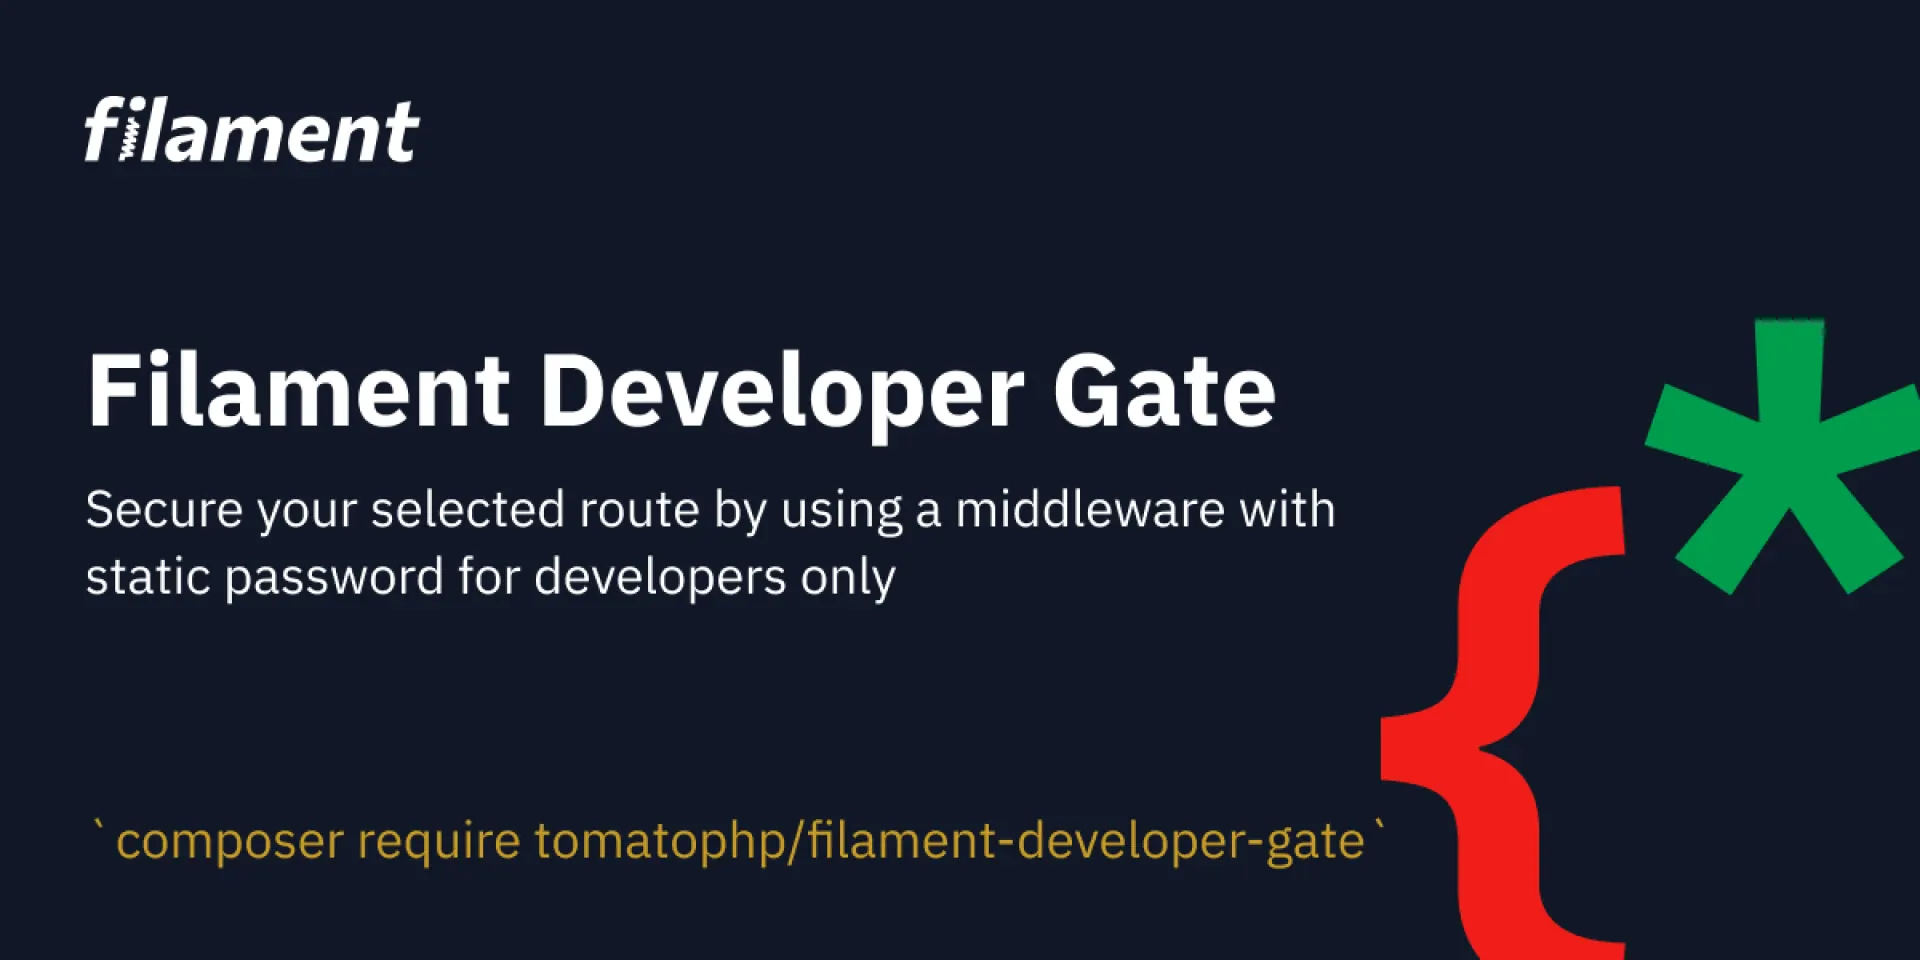 filament
Filament Developer Gate
Secure your selected route by using a middleware with
static password for developers only
`composer require tomatophp/filament-developer-gate`
*
{